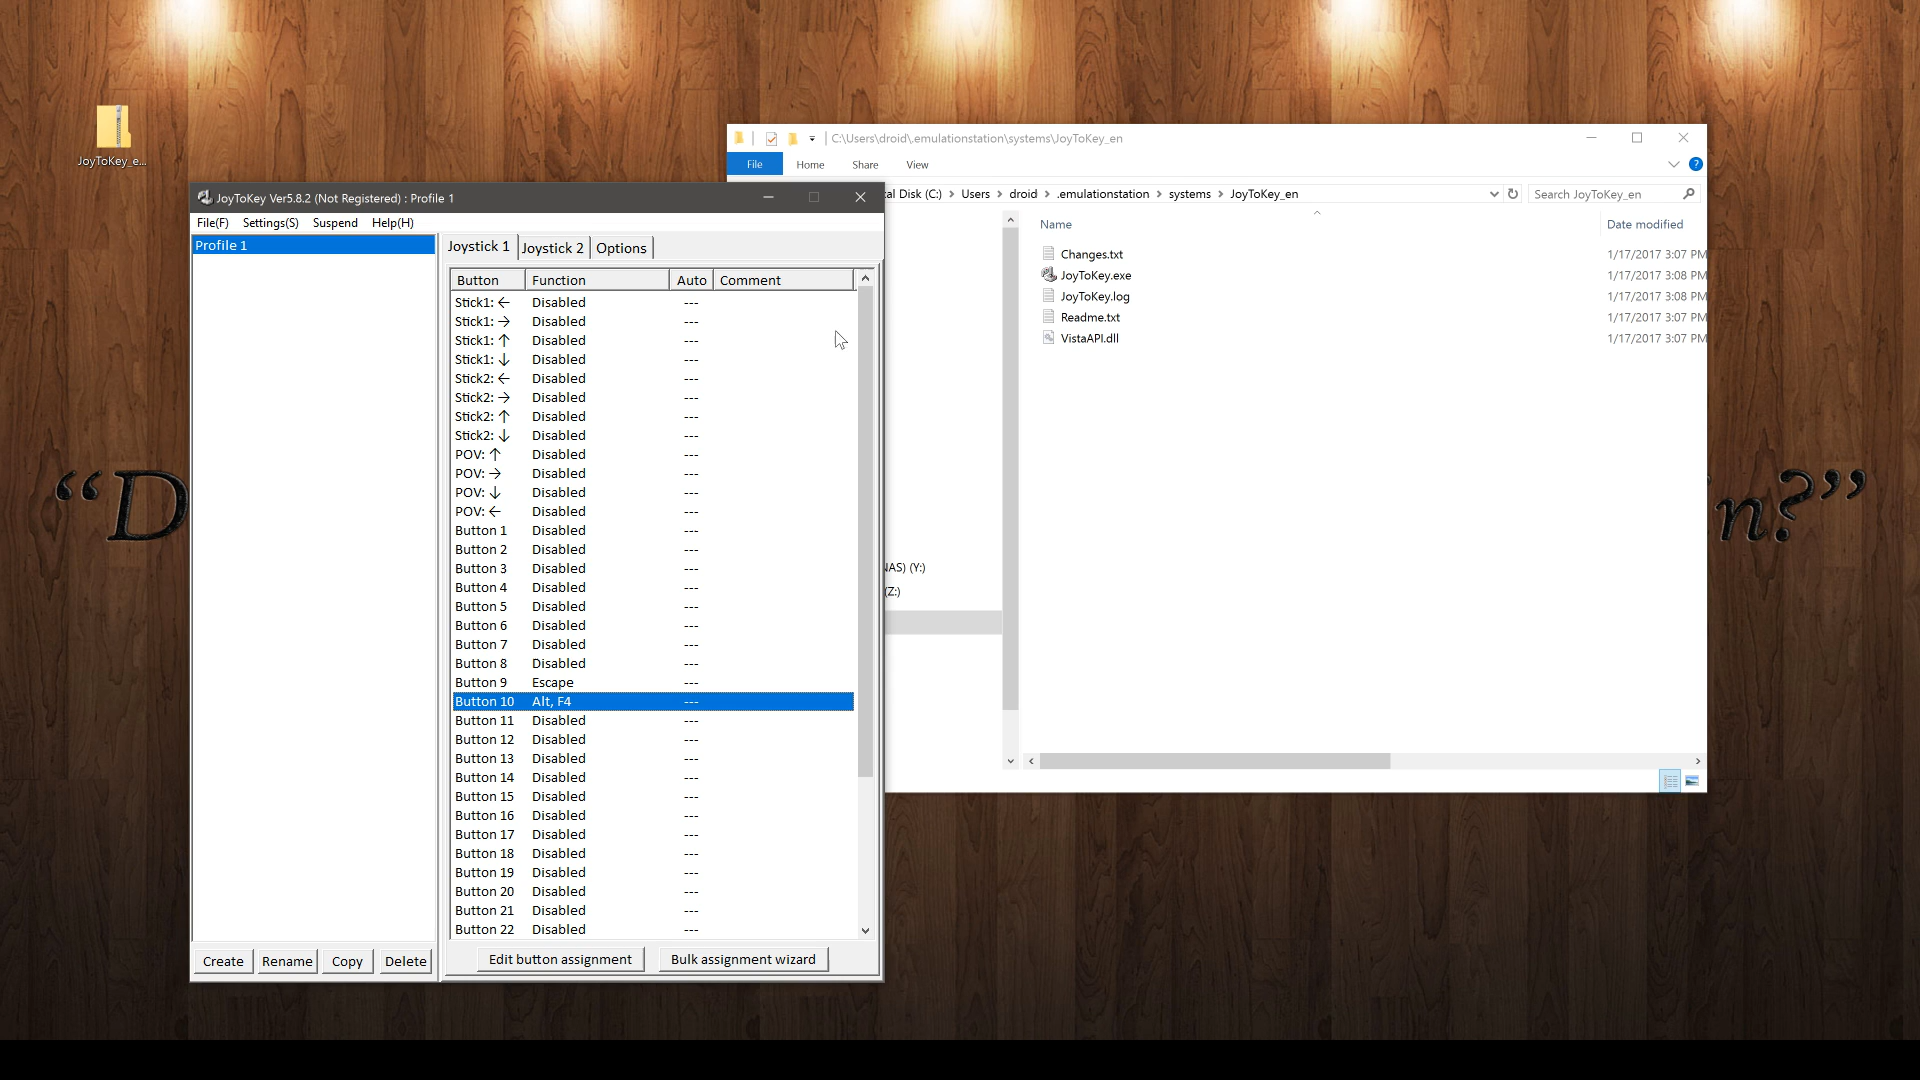 JoyToKey_e...
C:\Users\droid\.emulationstation\systems\JoyToKey_en
File Home Share View
al Disk (C:) Users droid .emulationstation systems JoyToKey_en Search JoyToKey_en
Name Date modified
Changes.txt 1/17/2017 3:07 PM
JoyToKey.exe 1/17/2017 3:08 PM
JoyToKey.log 1/17/2017 3:08 PM
Readme.txt 1/17/2017 3:07 PM
VistaAPI.dll 1/17/2017 3:07 PM
(Y:)
(Z:)
JoyToKey Ver5.8.2 (Not Registered) : Profile 1
File(F) Settings(S) Suspend Help(H)
Profile 1
Joystick 1 Joystick 2 Options
Button Function Auto Comment
Stick1: ← Disabled ---
Stick1: → Disabled ---
Stick1: ↑ Disabled ---
Stick1: ↓ Disabled ---
Stick2: ← Disabled ---
Stick2: → Disabled ---
Stick2: ↑ Disabled ---
Stick2: ↓ Disabled ---
POV: ↑ Disabled ---
POV: → Disabled ---
POV: ↓ Disabled ---
POV: ← Disabled ---
Button 1 Disabled ---
Button 2 Disabled ---
Button 3 Disabled ---
Button 4 Disabled ---
Button 5 Disabled ---
Button 6 Disabled ---
Button 7 Disabled ---
Button 8 Disabled ---
Button 9 Escape ---
Button 10 Alt, F4 ---
Button 11 Disabled ---
Button 12 Disabled ---
Button 13 Disabled ---
Button 14 Disabled ---
Button 15 Disabled ---
Button 16 Disabled ---
Button 17 Disabled ---
Button 18 Disabled ---
Button 19 Disabled ---
Button 20 Disabled ---
Button 21 Disabled ---
Button 22 Disabled ---
Create Rename Copy Delete
Edit button assignment Bulk assignment wizard
“D
n?”